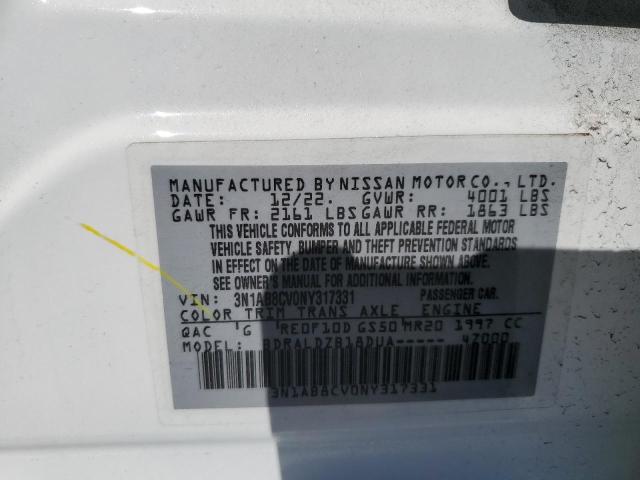 MANUFACTURED BY NISSAN MOTOR CO., LTD.
DATE: 12/22. GVWR: 4001 LBS
GAWR FR: 2161 LBS GAWR RR: 1863 LBS
THIS VEHICLE CONFORMS TO ALL APPLICABLE FEDERAL MOTOR
VEHICLE SAFETY, BUMPER AND THEFT PREVENTION STANDARDS
IN EFFECT ON THE DATE OF MANUFACTURE SHOWN ABOVE.
SEE OWNER'S MANUAL FOR ADDITIONAL INFORMATION.
VIN: 3N1AB8CV0NY317331 PASSENGER CAR.
COLOR TRIM TRANS AXLE ENGINE
QAC 'G 'RE0F10D GS50 MR20 1997 CC
MODEL: BDRALDZB18DUA----- 4Z000
3N1AB8CV0NY317331